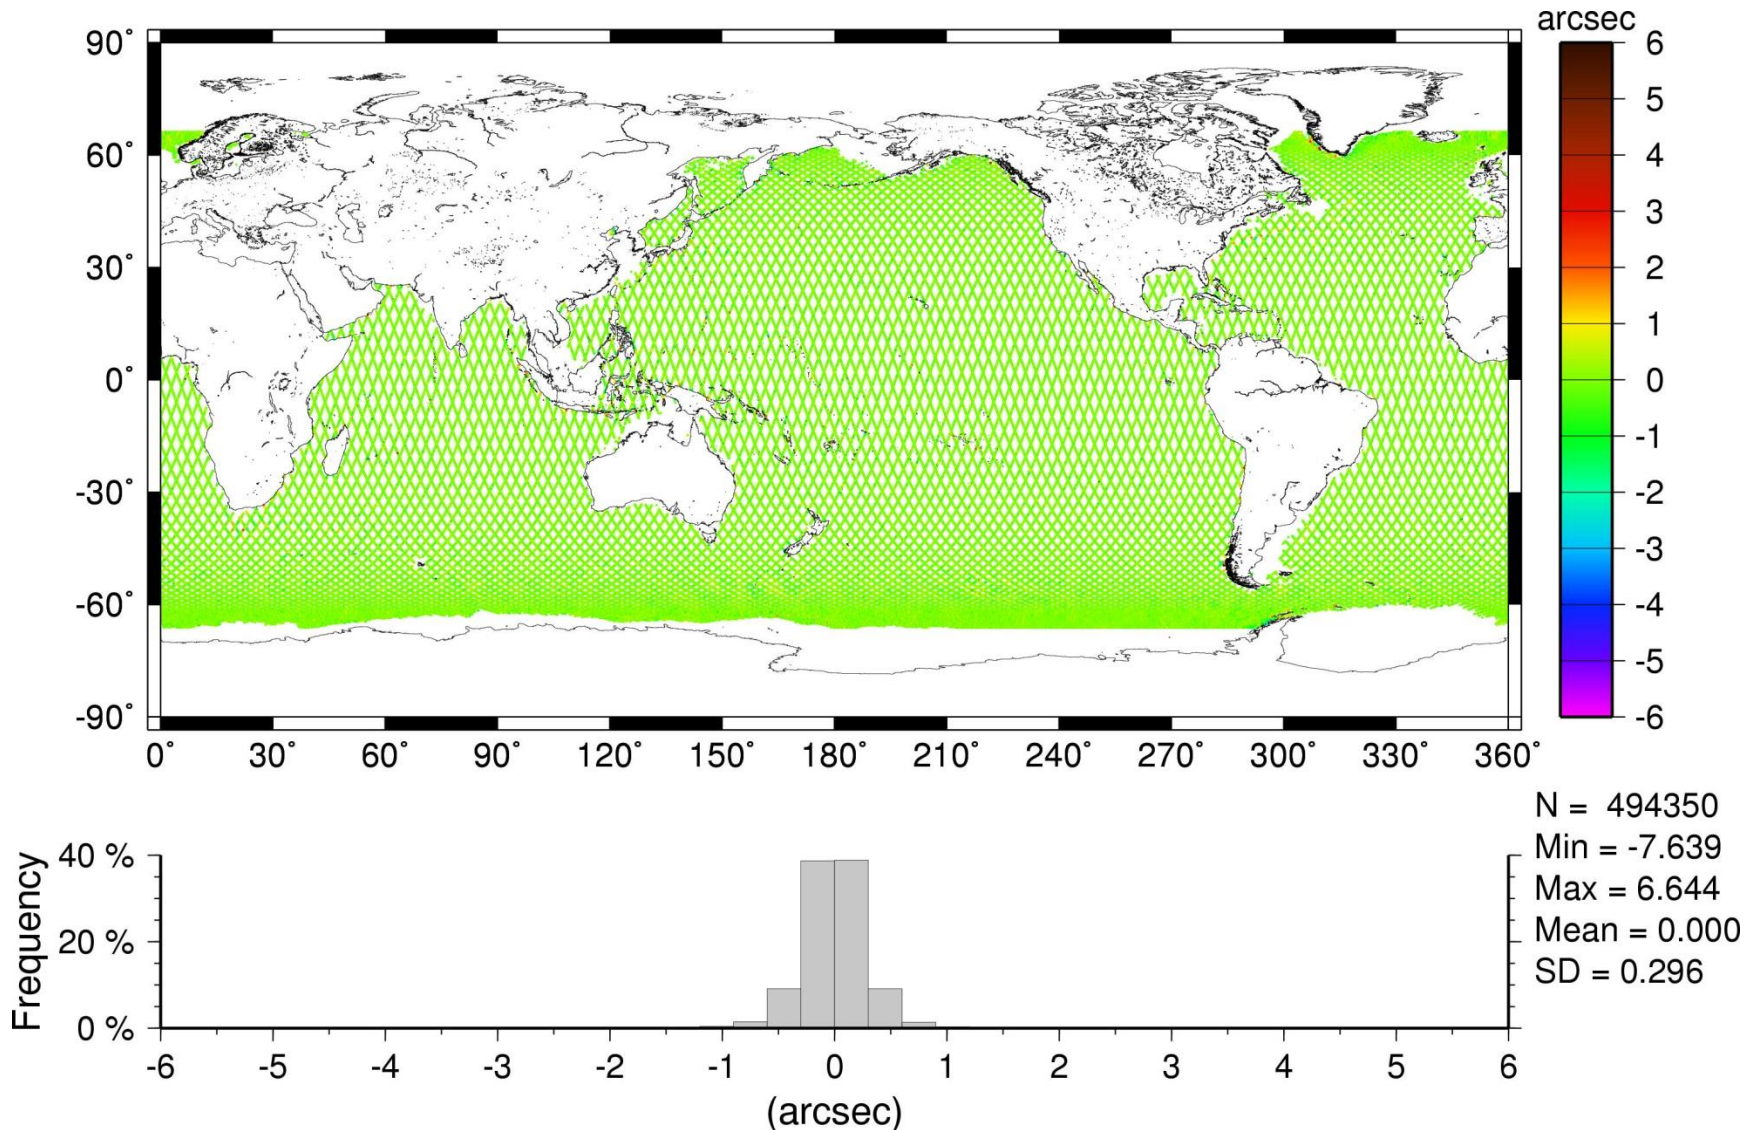 arcsec
90°
60°
30°
0°
-30°
-60°
-90°
0° 30° 60° 90° 120° 150° 180° 210° 240° 270° 300° 330° 360°
6
5
4
3
2
1
0
-1
-2
-3
-4
-5
-6
N = 494350
Min = -7.639
Max = 6.644
Mean = 0.000
SD = 0.296
Frequency
40 %
20 %
0 %
-6 -5 -4 -3 -2 -1 0 1 2 3 4 5 6
(arcsec)